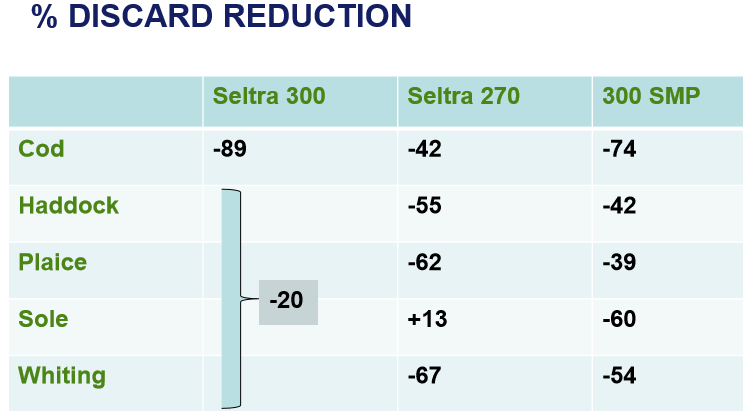 % DISCARD REDUCTION
Seltra 300 Seltra 270 300 SMP
Cod -89 -42 -74
Haddock -55 -42
Plaice -62 -39
-20
Sole +13 -60
Whiting -67 -54